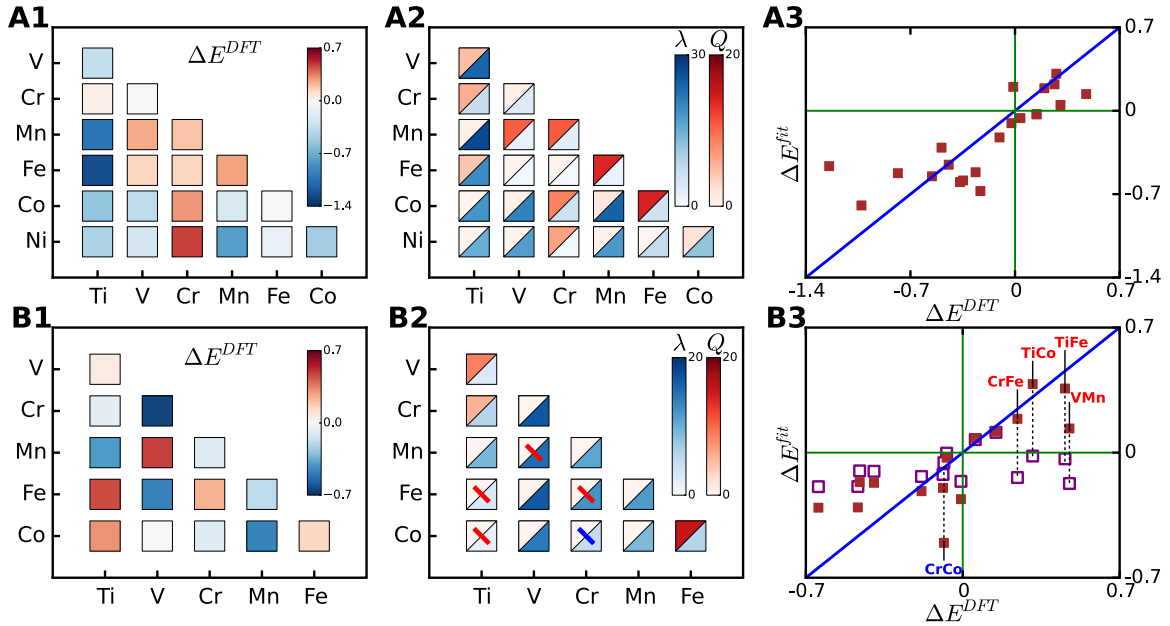 A1
ΔE^DFT
0.7
0.0
−0.7
−1.4
V
Cr
Mn
Fe
Co
Ni
Ti V Cr Mn Fe Co
A2
λ Q
30 20
0 0
Ni
Ti V Cr Mn Fe Co
A3
0.7
0
-0.7
-1.4
ΔE^fit
-1.4 -0.7 0 0.7
ΔE^DFT
B1
ΔE^DFT
0.7
0.0
−0.7
V
Cr
Mn
Fe
Co
Ti V Cr Mn Fe
B2
λ Q
20 20
0 0
V
Cr
Mn
Fe
Co
Ti V Cr Mn Fe
B3
TiFe
TiCo
CrFe
VMn
CrCo
0.7
0
-0.7
ΔE^fit
-0.7 0 0.7
ΔE^DFT